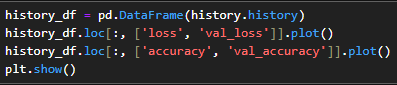 history_df = pd.DataFrame(history.history)
history_df.loc[:, ['loss', 'val_loss']].plot()
history_df.loc[:, ['accuracy', 'val_accuracy']].plot()
plt.show()